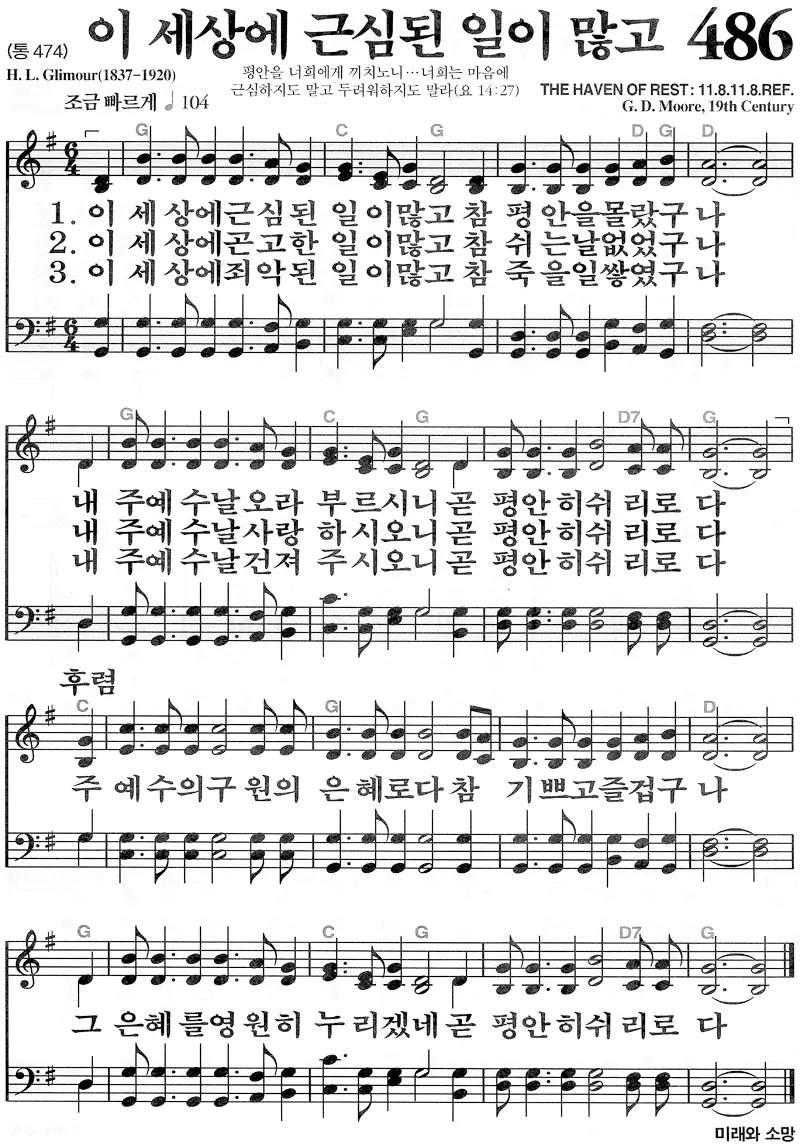 이 세상에 근심된 일이 많고 486
(통 474)
H. L. Glimour(1837-1920)
평안을 너희에게 끼치노니…너희는 마음에
근심하지도 말고 두려워하지도 말라(요 14:27)
THE HAVEN OF REST: 11.8.11.8.REF.
G. D. Moore, 19th Century
조금 빠르게 ♩ 104
G C G D G D
6 4
1. 이 세 상에근심된 일 이많고 참 평 안을몰랐구 나
2. 이 세 상에곤고한 일 이많고 참 쉬 는날없었구 나
3. 이 세 상에죄악된 일 이많고 참 죽 을일쌓였구 나
6 4
G C G D7 G
내 주예 수날오라 부르시니곧 평안히쉬 리로 다
내 주예 수날사랑 하시오니곧 평안히쉬 리로 다
내 주예 수날건져 주시오니곧 평안히쉬 리로 다
후렴
C G D
주 예수의구 원의 은혜로다참 기쁘고즐겁구 나
G C G D7 G
그 은혜를영원히 누리겠네곧 평안히쉬 리로 다
미래와 소망